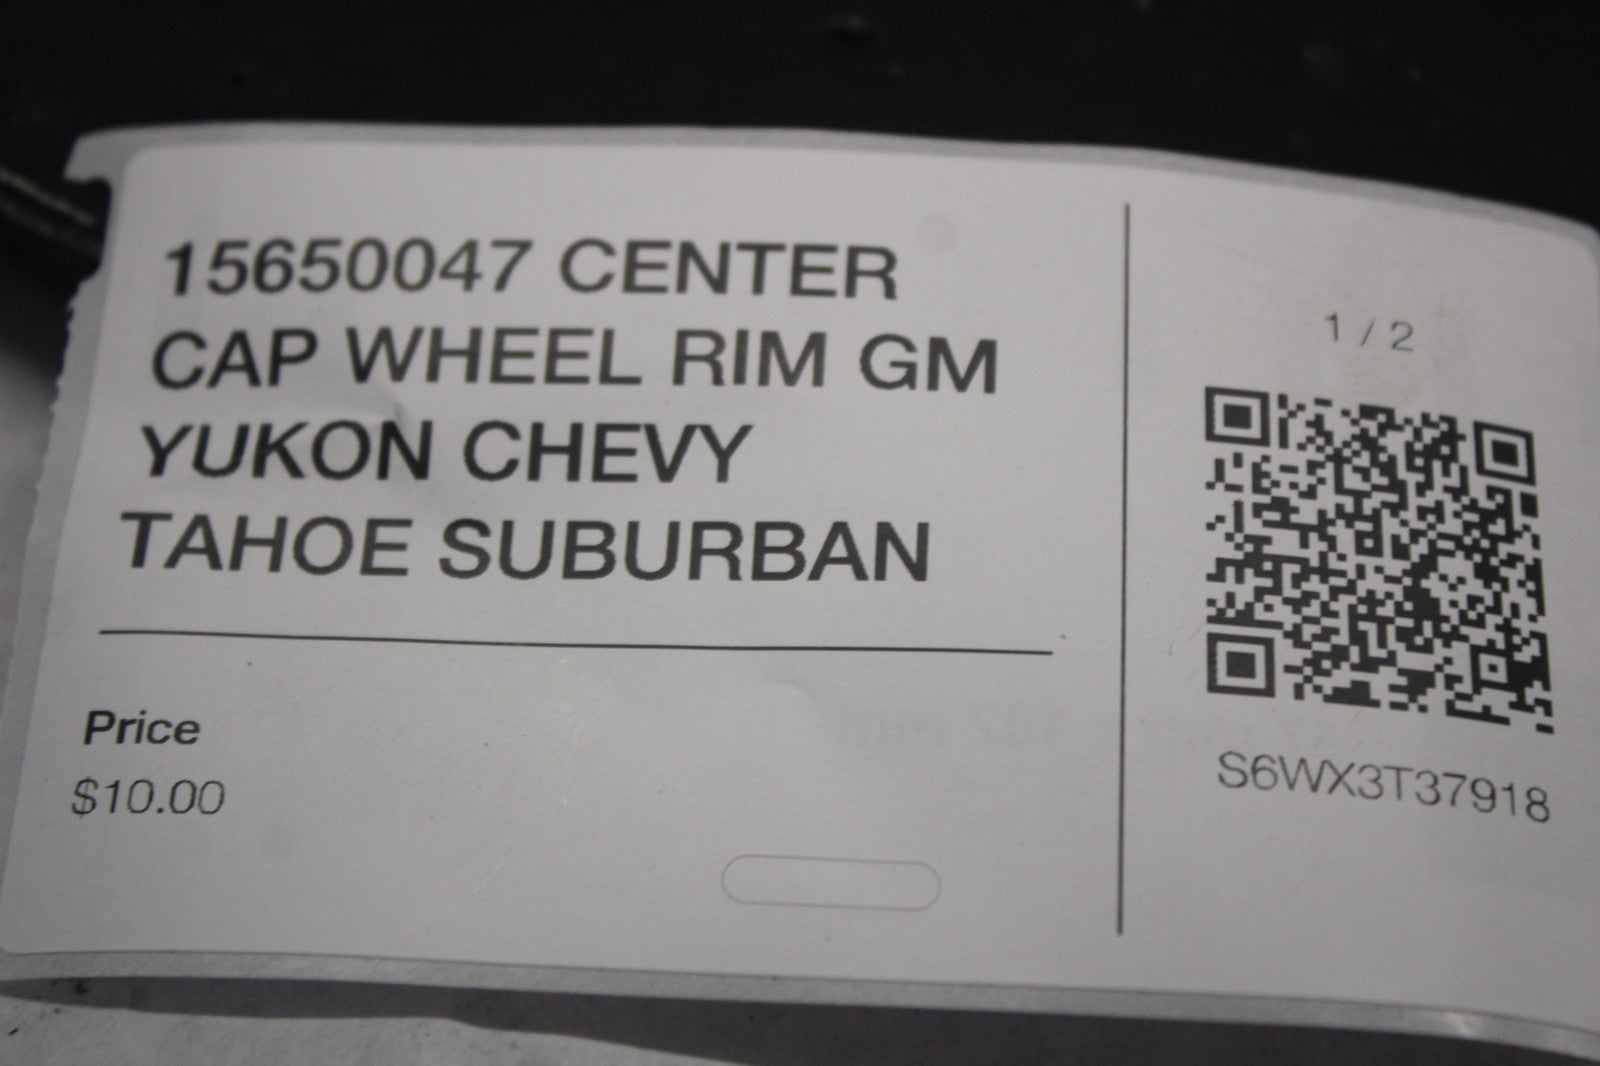 15650047 CENTER
CAP WHEEL RIM GM
YUKON CHEVY
TAHOE SUBURBAN
Price
$10.00
1 / 2
S6WX3T37918